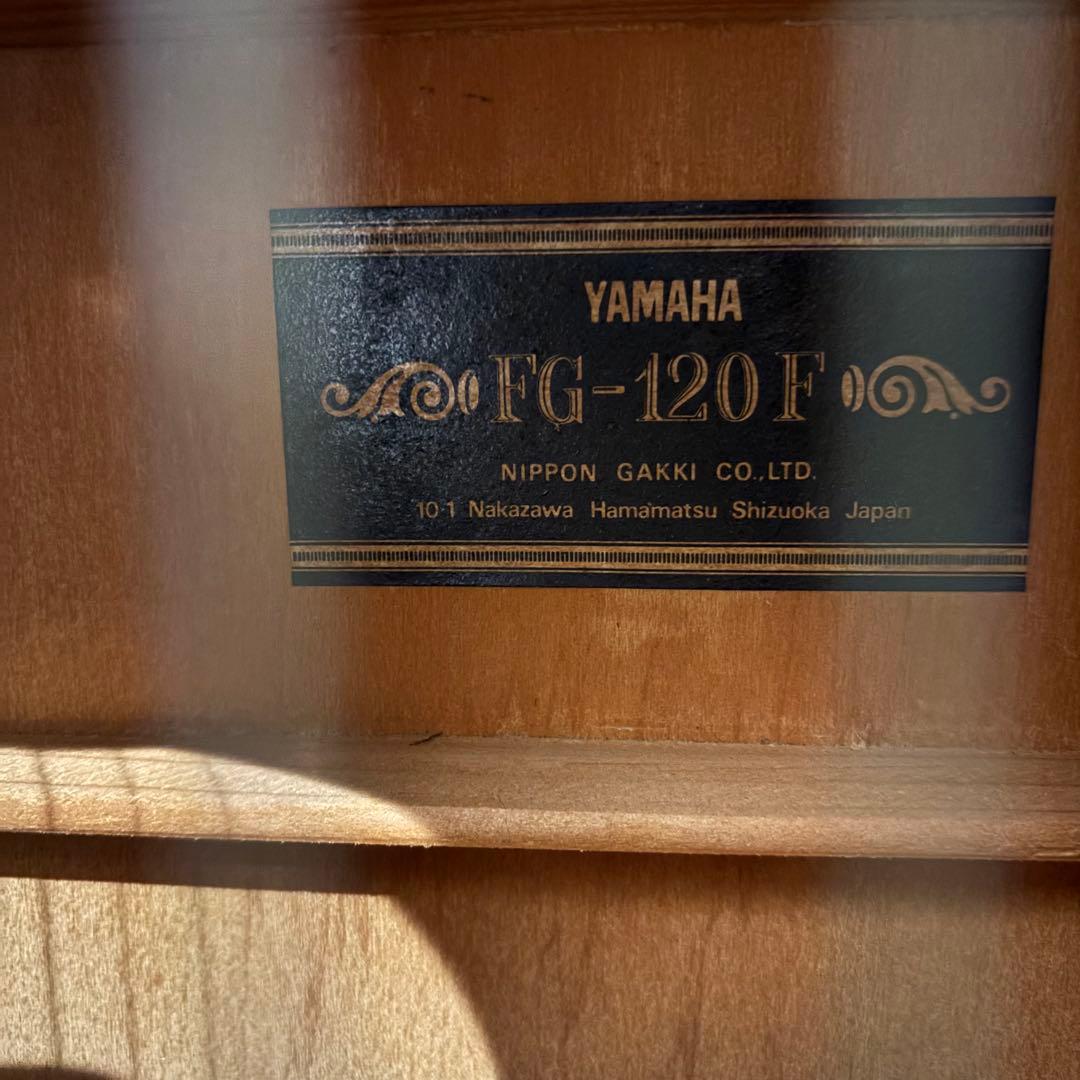 YAMAHA
FG-120F
NIPPON GAKKI CO.,LTD.
10-1 Nakazawa Hamamatsu Shizuoka Japan